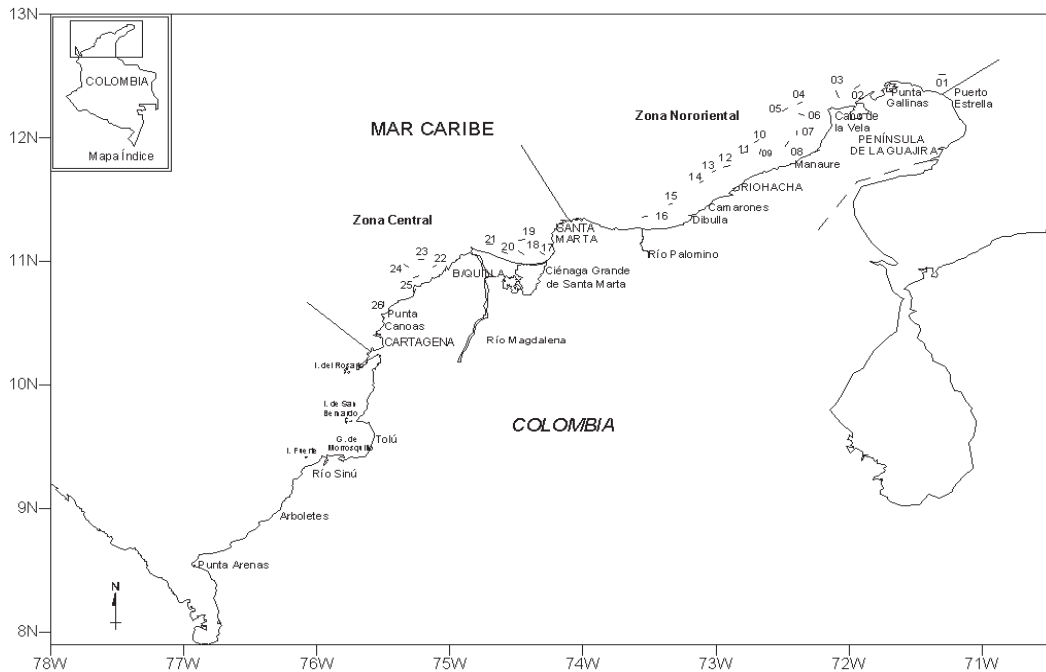 13N
12N
11N
10N
9N
8N
78W
77W
76W
75W
74W
73W
72W
71W
COLOMBIA
Mapa Índice
MAR CARIBE
Zona Nororiental
Zona Central
01
02
03
04
05
06
07
08
09
10
11
12
13
14
15
16
17
18
19
20
21
22
23
24
25
26
Punta
Gallinas
Puerto
Estrella
Cabo de
la Vela
PENÍNSULA
DE LA GUAJIRA
Manaure
RIOHACHA
Camarones
Dibulla
Río Palomino
SANTA
MARTA
Ciénaga Grande
de Santa Marta
B/QUILLA
Río Magdalena
Punta
Canoas
CARTAGENA
I. del Rosario
I. de San
Bernardo
G. de
Morrosquillo
Tolú
I. Fuerte
Río Sinú
Arboletes
Punta Arenas
COLOMBIA
N